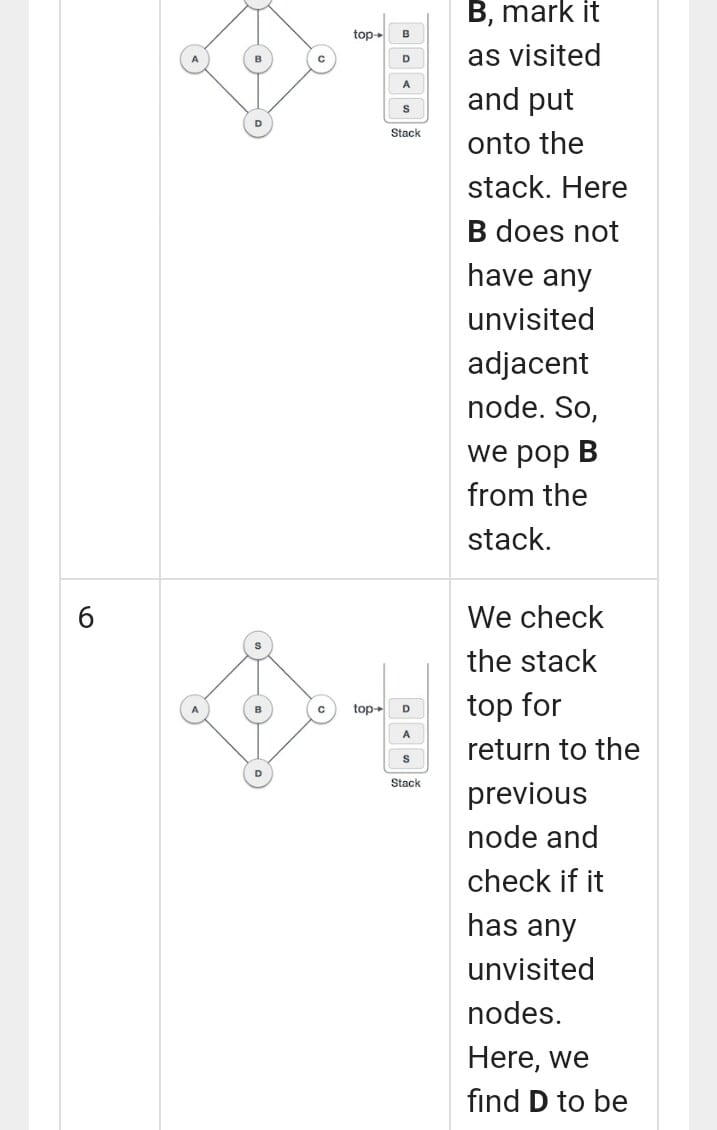 B, mark it
as visited
and put
onto the
stack. Here
B does not
have any
unvisited
adjacent
node. So,
we pop B
from the
stack.
A
B
C
D
top→
B
D
A
S
Stack
6
S
A
B
C
D
top→
D
A
S
Stack
We check
the stack
top for
return to the
previous
node and
check if it
has any
unvisited
nodes.
Here, we
find D to be